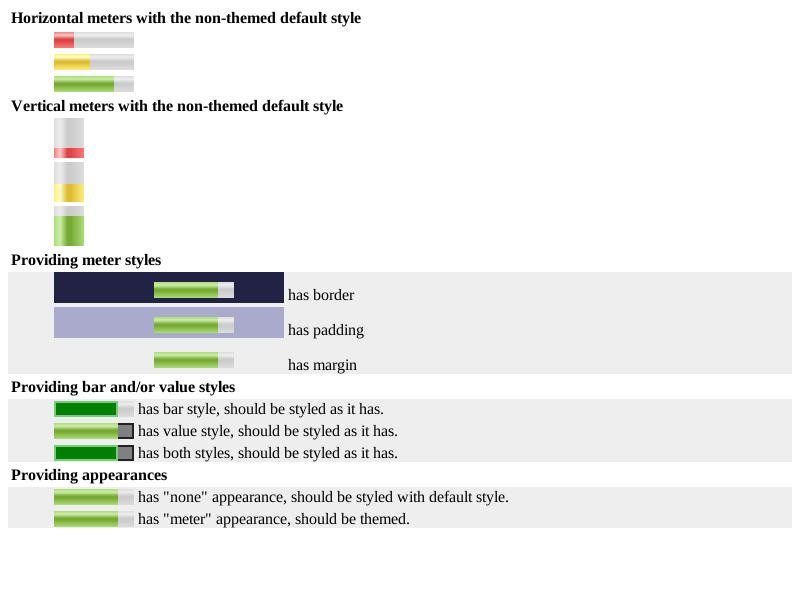 Horizontal meters with the non-themed default style
Vertical meters with the non-themed default style
Providing meter styles
has border
has padding
has margin
Providing bar and/or value styles
has bar style, should be styled as it has.
has value style, should be styled as it has.
has both styles, should be styled as it has.
Providing appearances
has "none" appearance, should be styled with default style.
has "meter" appearance, should be themed.